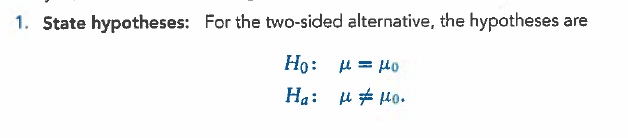 1. State hypotheses: For the two-sided alternative, the hypotheses are
H₀: μ = μ₀
Hₐ: μ ≠ μ₀.